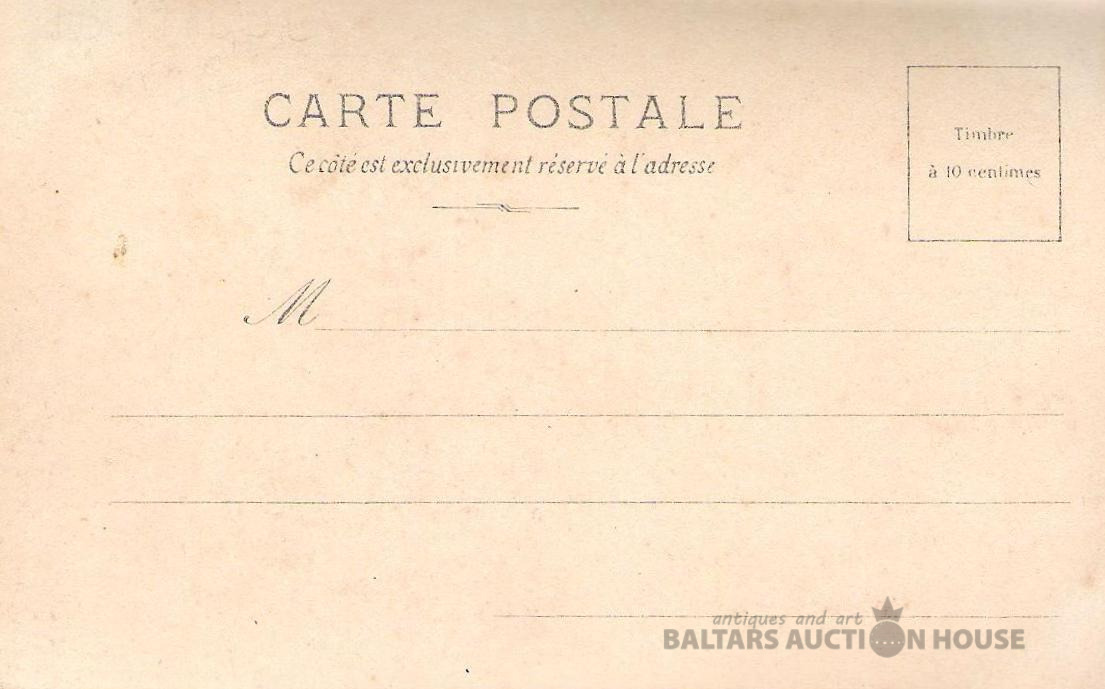 CARTE POSTALE
Ce côté est exclusivement réservé à l'adresse
Timbre
à 10 centimes
M
antiques and art
BALTARS AUCTION HOUSE